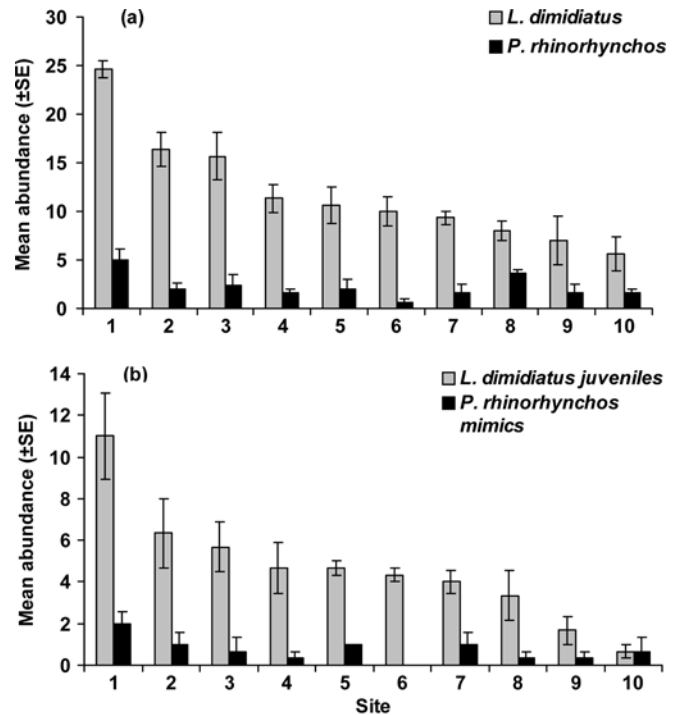 (a)
L. dimidiatus
P. rhinorhynchos
Mean abundance (±SE)
30
25
20
15
10
5
0
1 2 3 4 5 6 7 8 9 10
(b)
L. dimidiatus juveniles
P. rhinorhynchos
mimics
Mean abundance (±SE)
14
12
10
8
6
4
2
0
1 2 3 4 5 6 7 8 9 10
Site